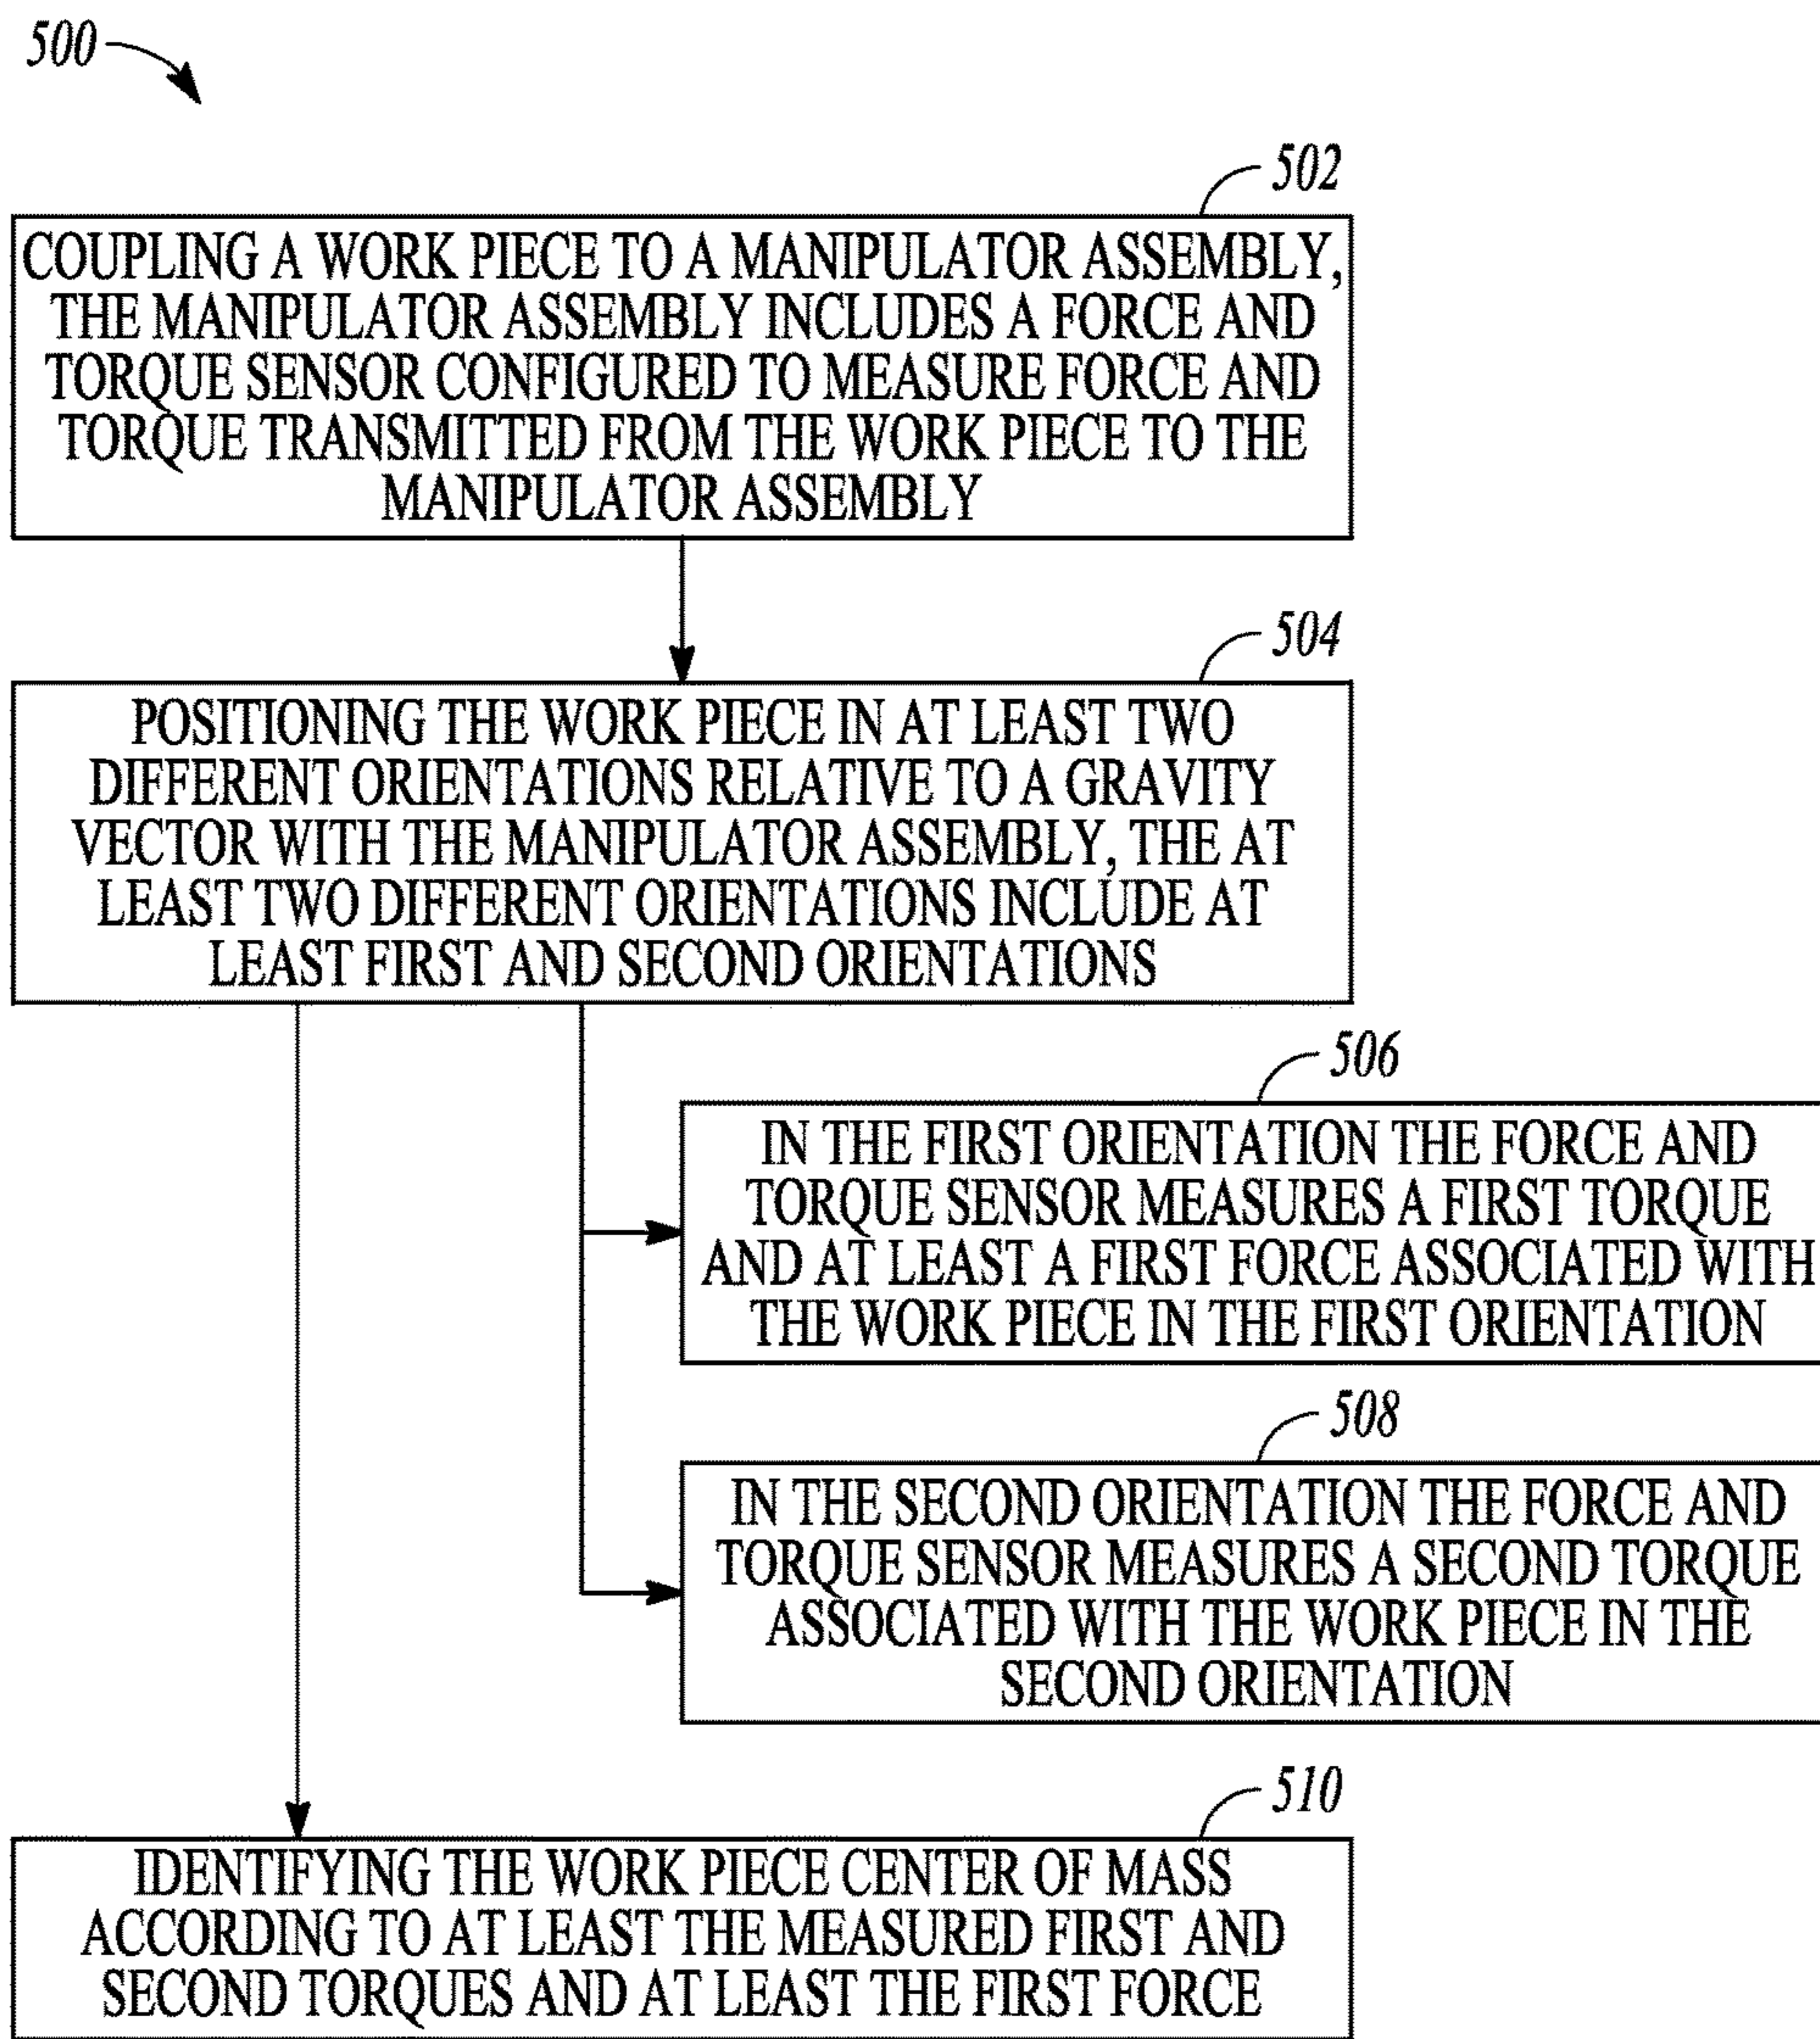 500
502
COUPLING A WORK PIECE TO A MANIPULATOR ASSEMBLY,
THE MANIPULATOR ASSEMBLY INCLUDES A FORCE AND
TORQUE SENSOR CONFIGURED TO MEASURE FORCE AND
TORQUE TRANSMITTED FROM THE WORK PIECE TO THE
MANIPULATOR ASSEMBLY
504
POSITIONING THE WORK PIECE IN AT LEAST TWO
DIFFERENT ORIENTATIONS RELATIVE TO A GRAVITY
VECTOR WITH THE MANIPULATOR ASSEMBLY, THE AT
LEAST TWO DIFFERENT ORIENTATIONS INCLUDE AT
LEAST FIRST AND SECOND ORIENTATIONS
506
IN THE FIRST ORIENTATION THE FORCE AND
TORQUE SENSOR MEASURES A FIRST TORQUE
AND AT LEAST A FIRST FORCE ASSOCIATED WITH
THE WORK PIECE IN THE FIRST ORIENTATION
508
IN THE SECOND ORIENTATION THE FORCE AND
TORQUE SENSOR MEASURES A SECOND TORQUE
ASSOCIATED WITH THE WORK PIECE IN THE
SECOND ORIENTATION
510
IDENTIFYING THE WORK PIECE CENTER OF MASS
ACCORDING TO AT LEAST THE MEASURED FIRST AND
SECOND TORQUES AND AT LEAST THE FIRST FORCE